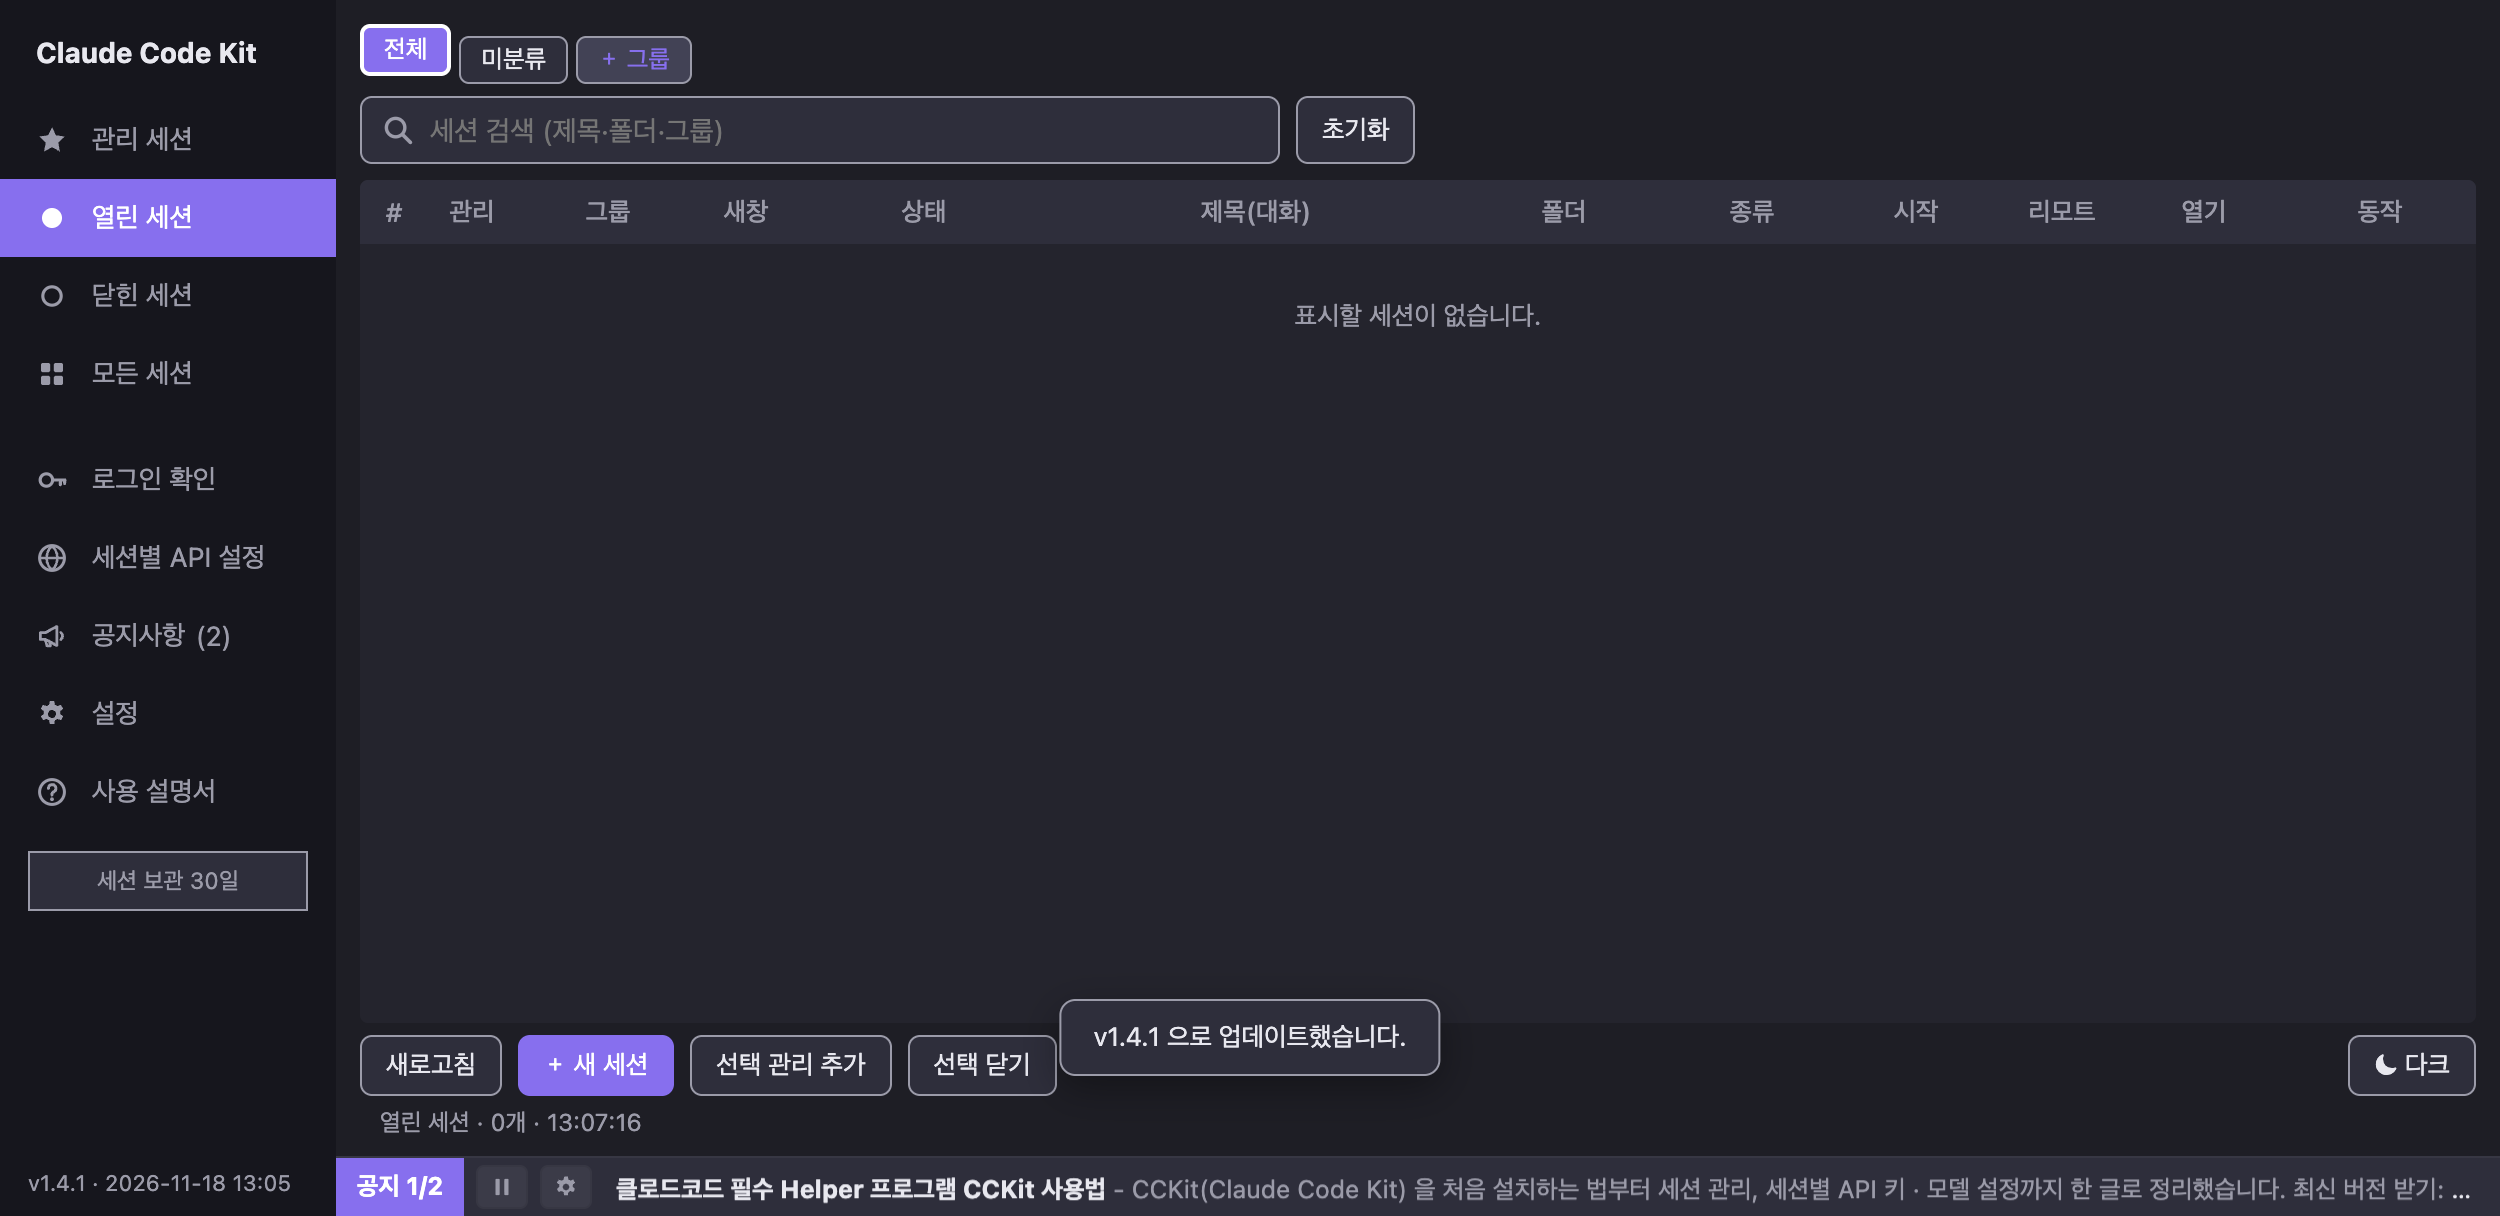 Claude Code Kit
관리 세션
열린 세션
닫힌 세션
모든 세션
로그인 확인
세션별 API 설정
공지사항 (2)
설정
사용 설명서
세션 보관 30일
v1.4.1 · 2026-11-18 13:05
전체 미분류 + 그룹
세션 검색 (제목·폴더·그룹) 초기화
# 관리 그룹 새창 상태 제목(대화) 폴더 종류 시작 리모트 열기 동작
표시할 세션이 없습니다.
v1.4.1 으로 업데이트했습니다.
새로고침 + 새 세션 선택 관리 추가 선택 닫기 다크
열린 세션 · 0개 · 13:07:16
공지 1/2 클로드코드 필수 Helper 프로그램 CCKit 사용법 - CCKit(Claude Code Kit) 을 처음 설치하는 법부터 세션 관리, 세션별 API 키 · 모델 설정까지 한 글로 정리했습니다. 최신 버전 받기: ...